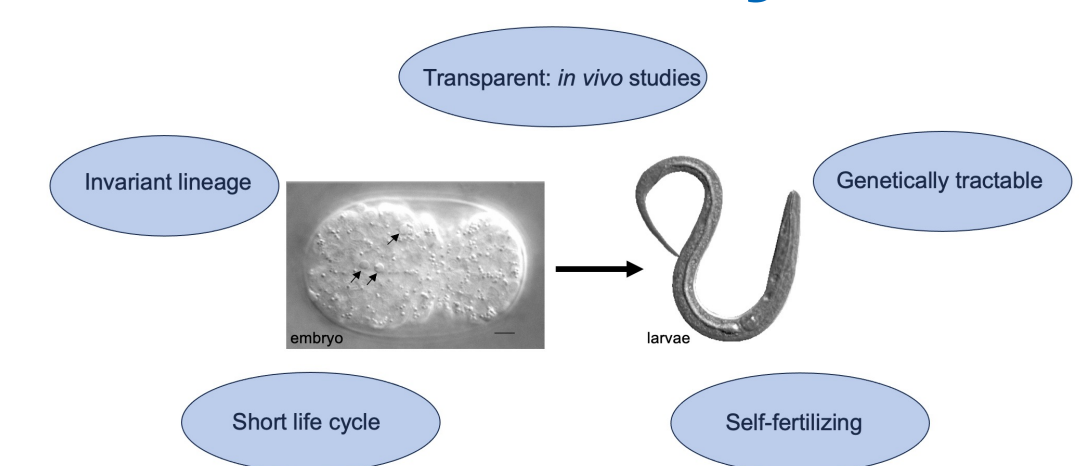 Transparent: in vivo studies
Invariant lineage
Genetically tractable
embryo
larvae
Short life cycle
Self-fertilizing